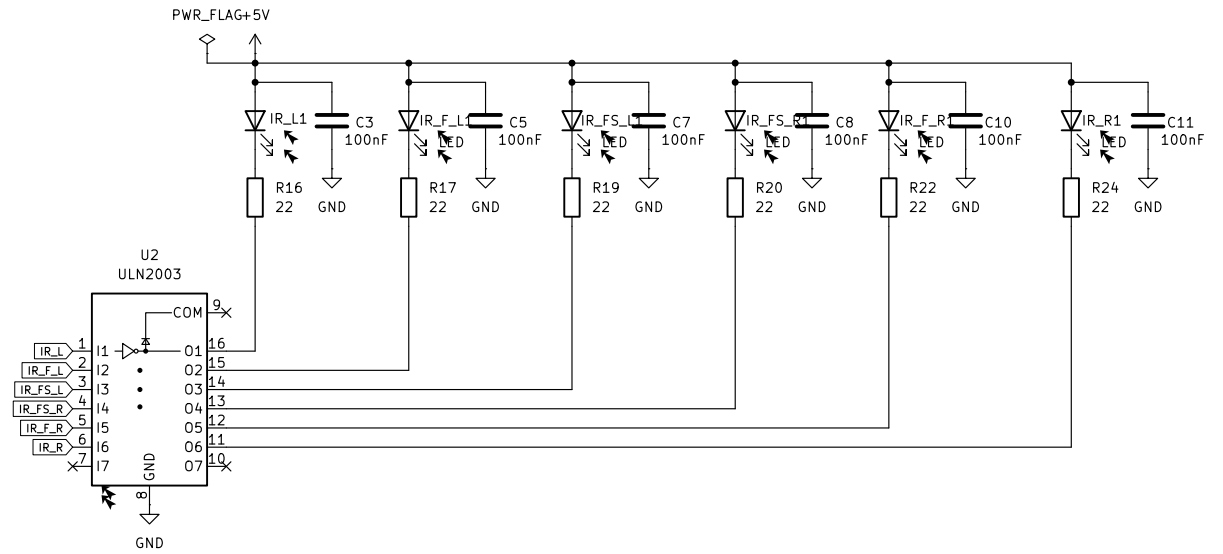 PWR_FLAG+5V
IR_L1
C3
100nF
R16
22
GND
IR_F_L1
LED
C5
100nF
R17
22
GND
IR_FS_L1
LED
C7
100nF
R19
22
GND
IR_FS_R1
LED
C8
100nF
R20
22
GND
IR_F_R1
LED
C10
100nF
R22
22
GND
IR_R1
LED
C11
100nF
R24
22
GND
U2
ULN2003
COM 9
IR_L 1 I1 O1 16
IR_F_L 2 I2 O2 15
IR_FS_L 3 I3 O3 14
IR_FS_R 4 I4 O4 13
IR_F_R 5 I5 O5 12
IR_R 6 I6 O6 11
7 I7 O7 10
GND
8
GND